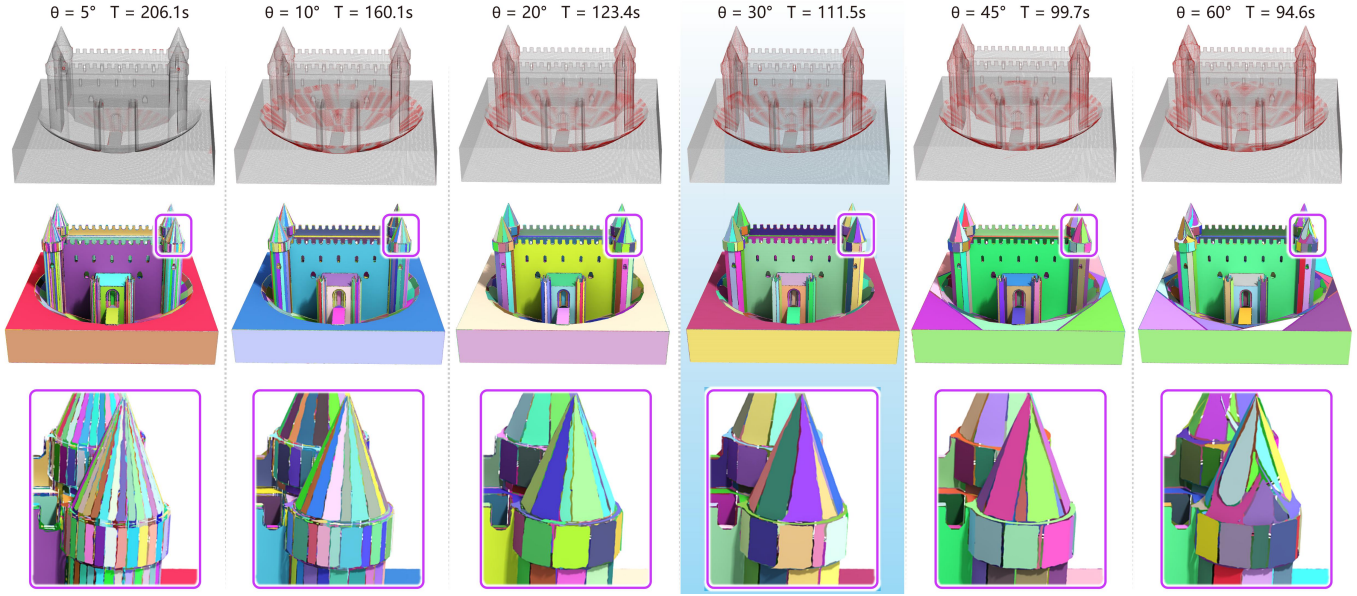 θ = 5° T = 206.1s θ = 10° T = 160.1s θ = 20° T = 123.4s θ = 30° T = 111.5s θ = 45° T = 99.7s θ = 60° T = 94.6s